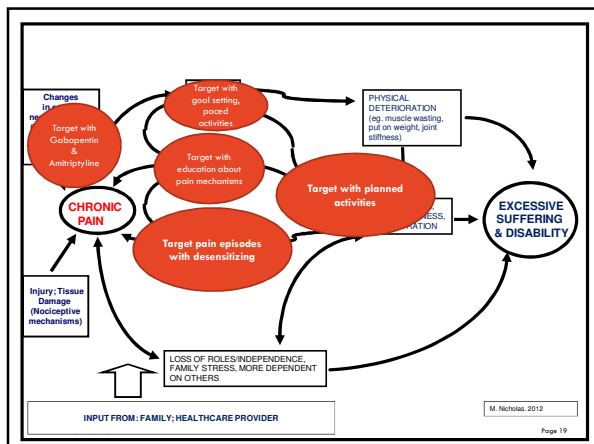 Changes
Target with
Gabapentin
&
Amitriptyline
Target with
goal setting,
paced
activities
Target with
education about
pain mechanisms
Target pain episodes
with desensitizing
Target with planned
activities
PHYSICAL
DETERIORATION
(eg. muscle wasting,
put on weight, joint
stiffness)
CHRONIC
PAIN
EXCESSIVE
SUFFERING
& DISABILITY
Injury; Tissue
Damage
(Nociceptive
mechanisms)
LOSS OF ROLES/INDEPENDENCE,
FAMILY STRESS, MORE DEPENDENT
ON OTHERS
INPUT FROM: FAMILY; HEALTHCARE PROVIDER
M. Nicholas. 2012
Page 19